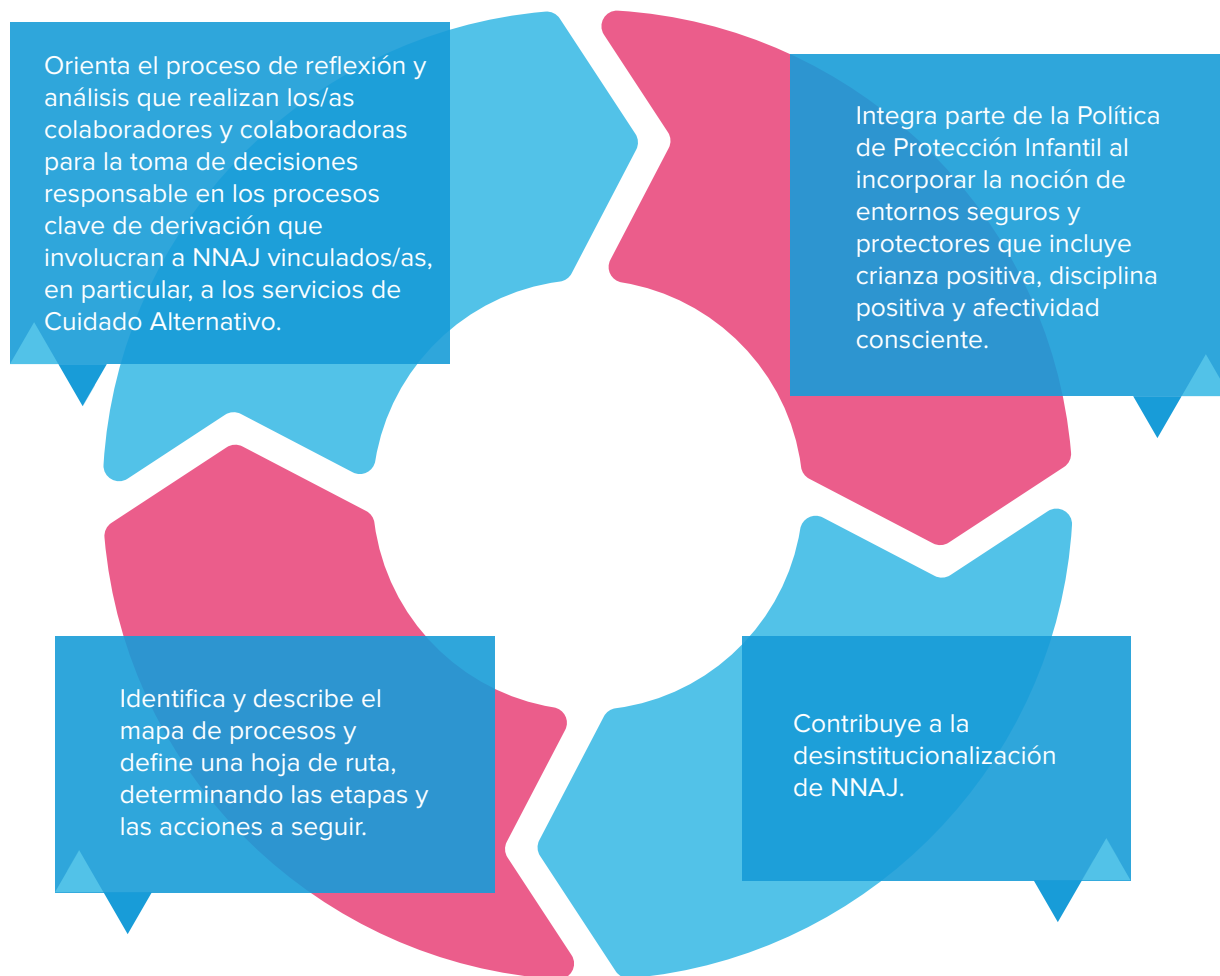 Orienta el proceso de reflexión y
análisis que realizan los/as
colaboradores y colaboradoras
para la toma de decisiones
responsable en los procesos
clave de derivación que
involucran a NNAJ vinculados/as,
en particular, a los servicios de
Cuidado Alternativo.
Integra parte de la Política
de Protección Infantil al
incorporar la noción de
entornos seguros y
protectores que incluye
crianza positiva, disciplina
positiva y afectividad
consciente.
Identifica y describe el
mapa de procesos y
define una hoja de ruta,
determinando las etapas y
las acciones a seguir.
Contribuye a la
desinstitucionalización
de NNAJ.